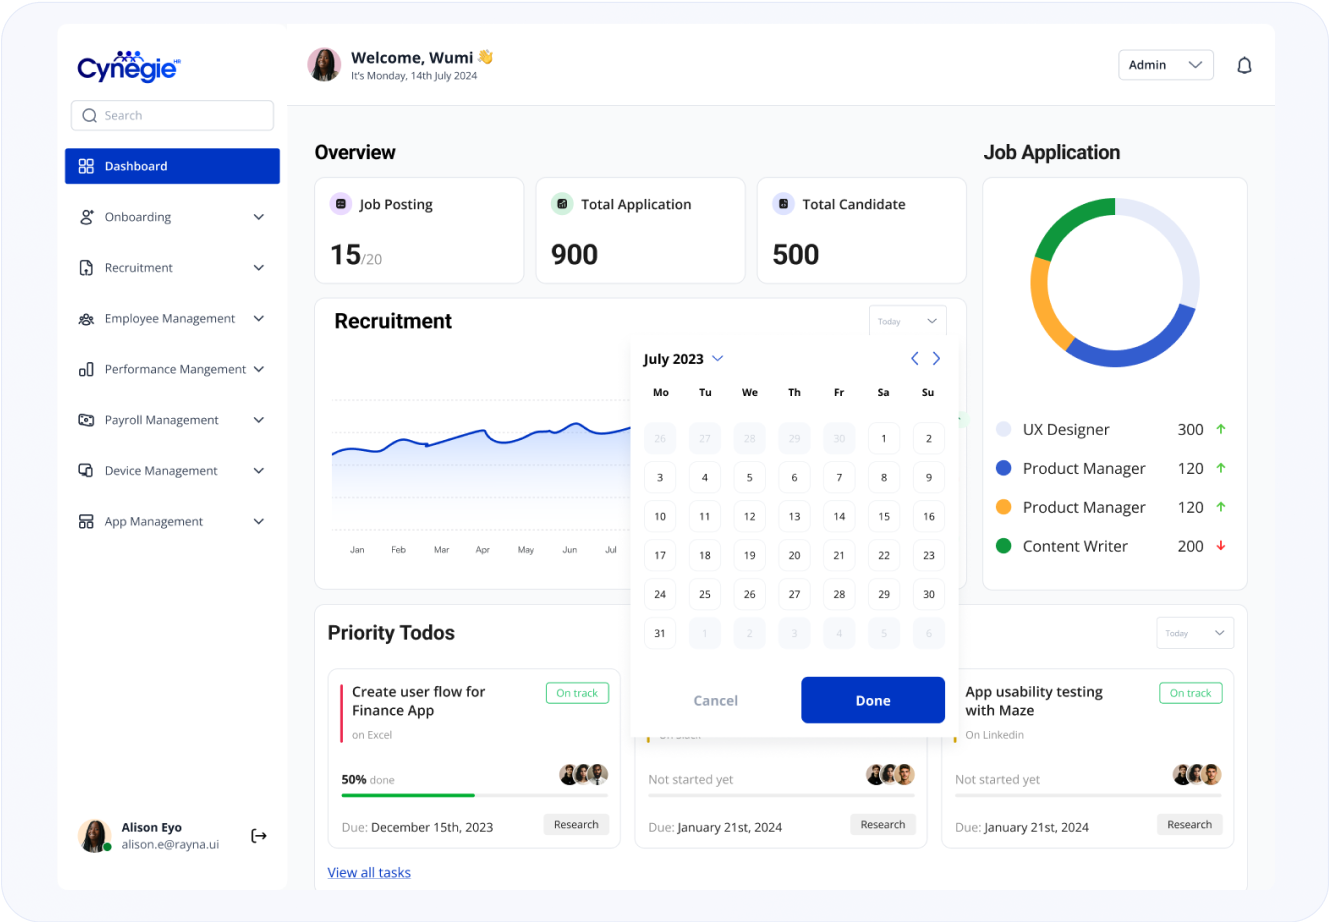 Cynegie HR
Search
Dashboard
Onboarding
Recruitment
Employee Management
Performance Mangement
Payroll Management
Device Management
App Management
Alison Eyo
alison.e@rayna.ui
Welcome, Wumi 👋
It's Monday, 14th July 2024
Admin
Overview
Job Posting
15/20
Total Application
900
Total Candidate
500
Job Application
UX Designer 300
Product Manager 120
Product Manager 120
Content Writer 200
Recruitment
Today
Jan Feb Mar Apr May Jun Jul
July 2023
Mo Tu We Th Fr Sa Su
26 27 28 29 30 1 2
3 4 5 6 7 8 9
10 11 12 13 14 15 16
17 18 19 20 21 22 23
24 25 26 27 28 29 30
31 1 2 3 4 5 6
Cancel Done
Priority Todos
Today
Create user flow for
Finance App
On track
on Excel
50% done
Due: December 15th, 2023
Research
Not started yet
Due: January 21st, 2024
Research
App usability testing
with Maze
On track
On Linkedin
Not started yet
Due: January 21st, 2024
Research
View all tasks